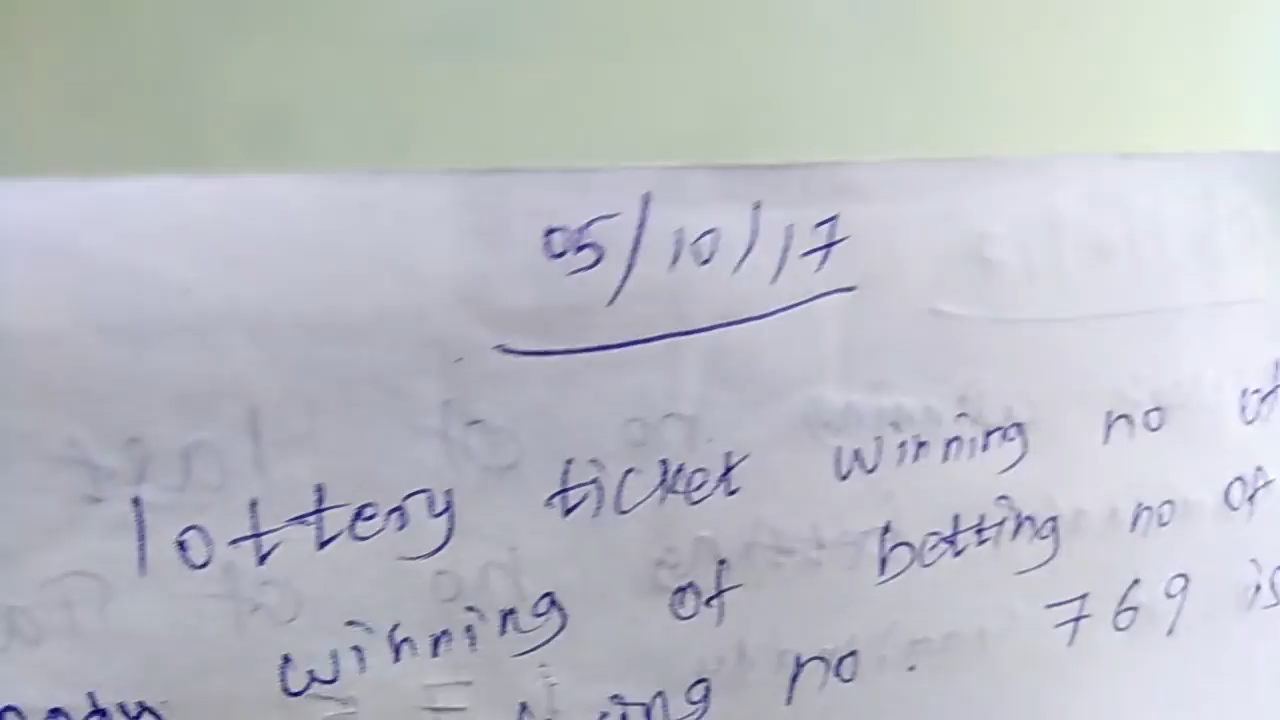 05/10/17
lottery ticket winning no of
winning of betting no of
no. 769 is